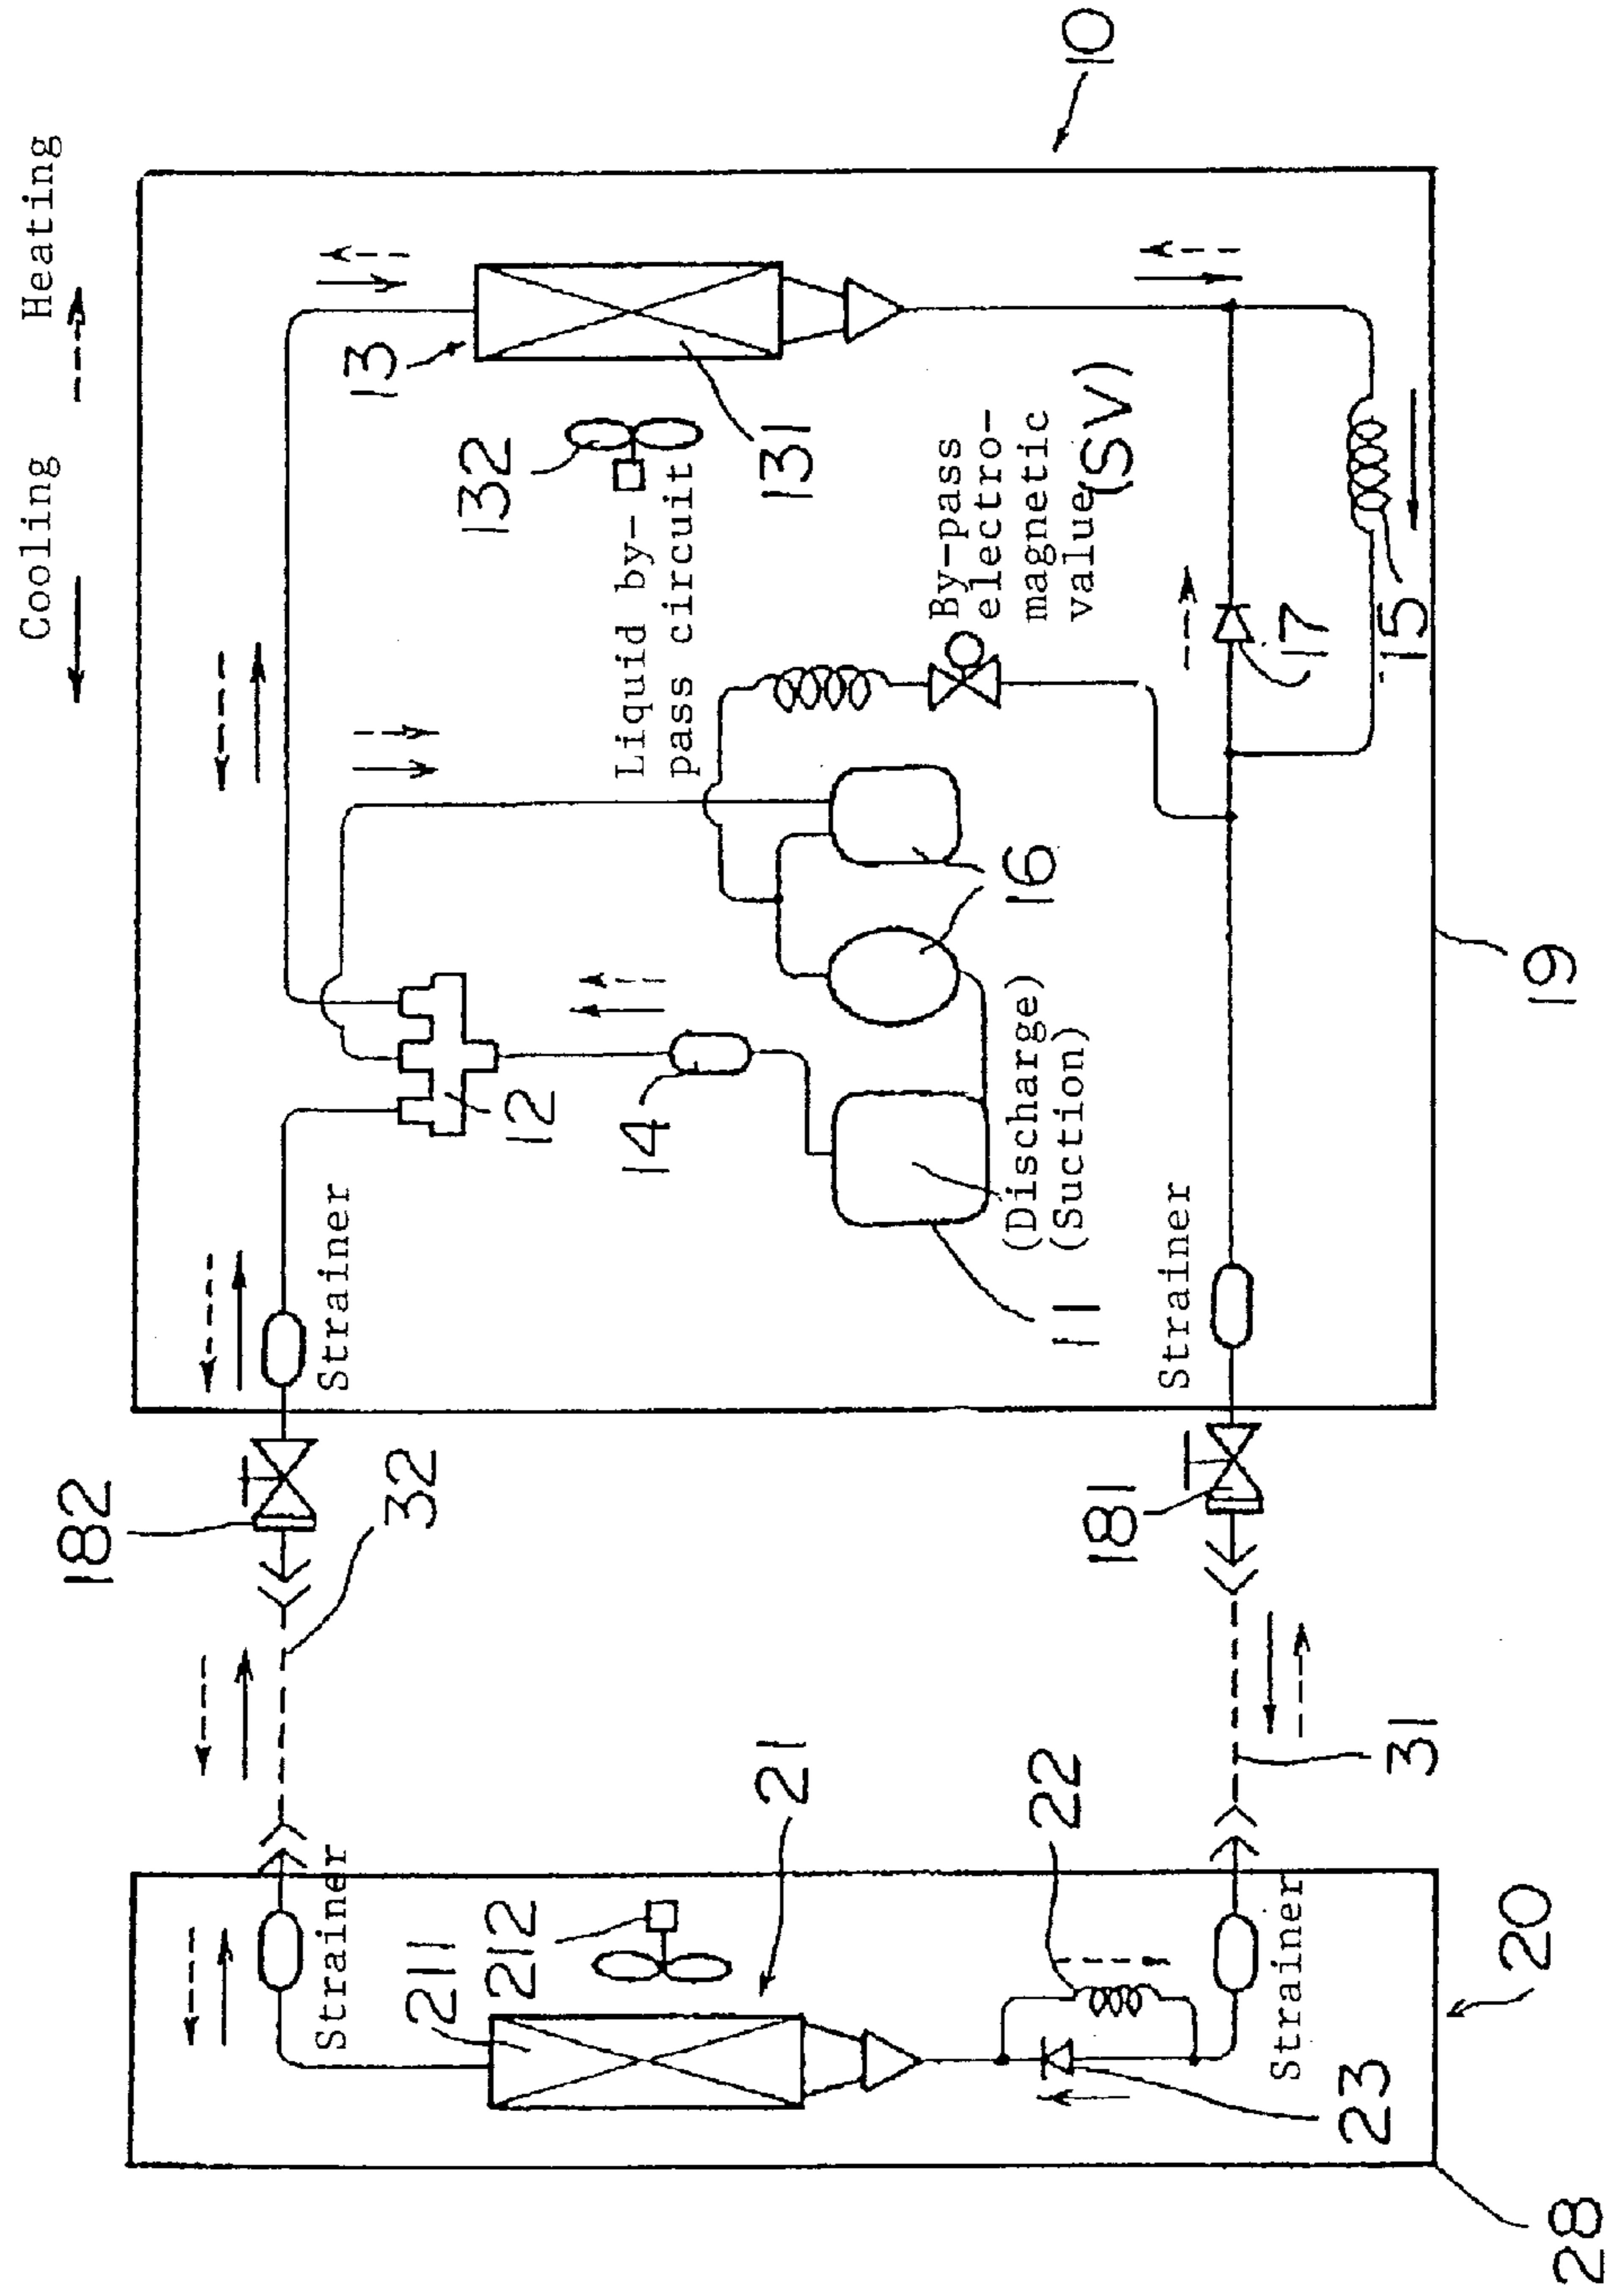 Cooling
Heating
10
182
32
Strainer
12
14
13
132
131
Liquid by-
pass circuit
By-pass
electro-
magnetic
value
(SV)
16
(Discharge)
(Suction)
11
Strainer
17
15
19
181
31
Strainer
211
212
21
22
23
Strainer
20
28